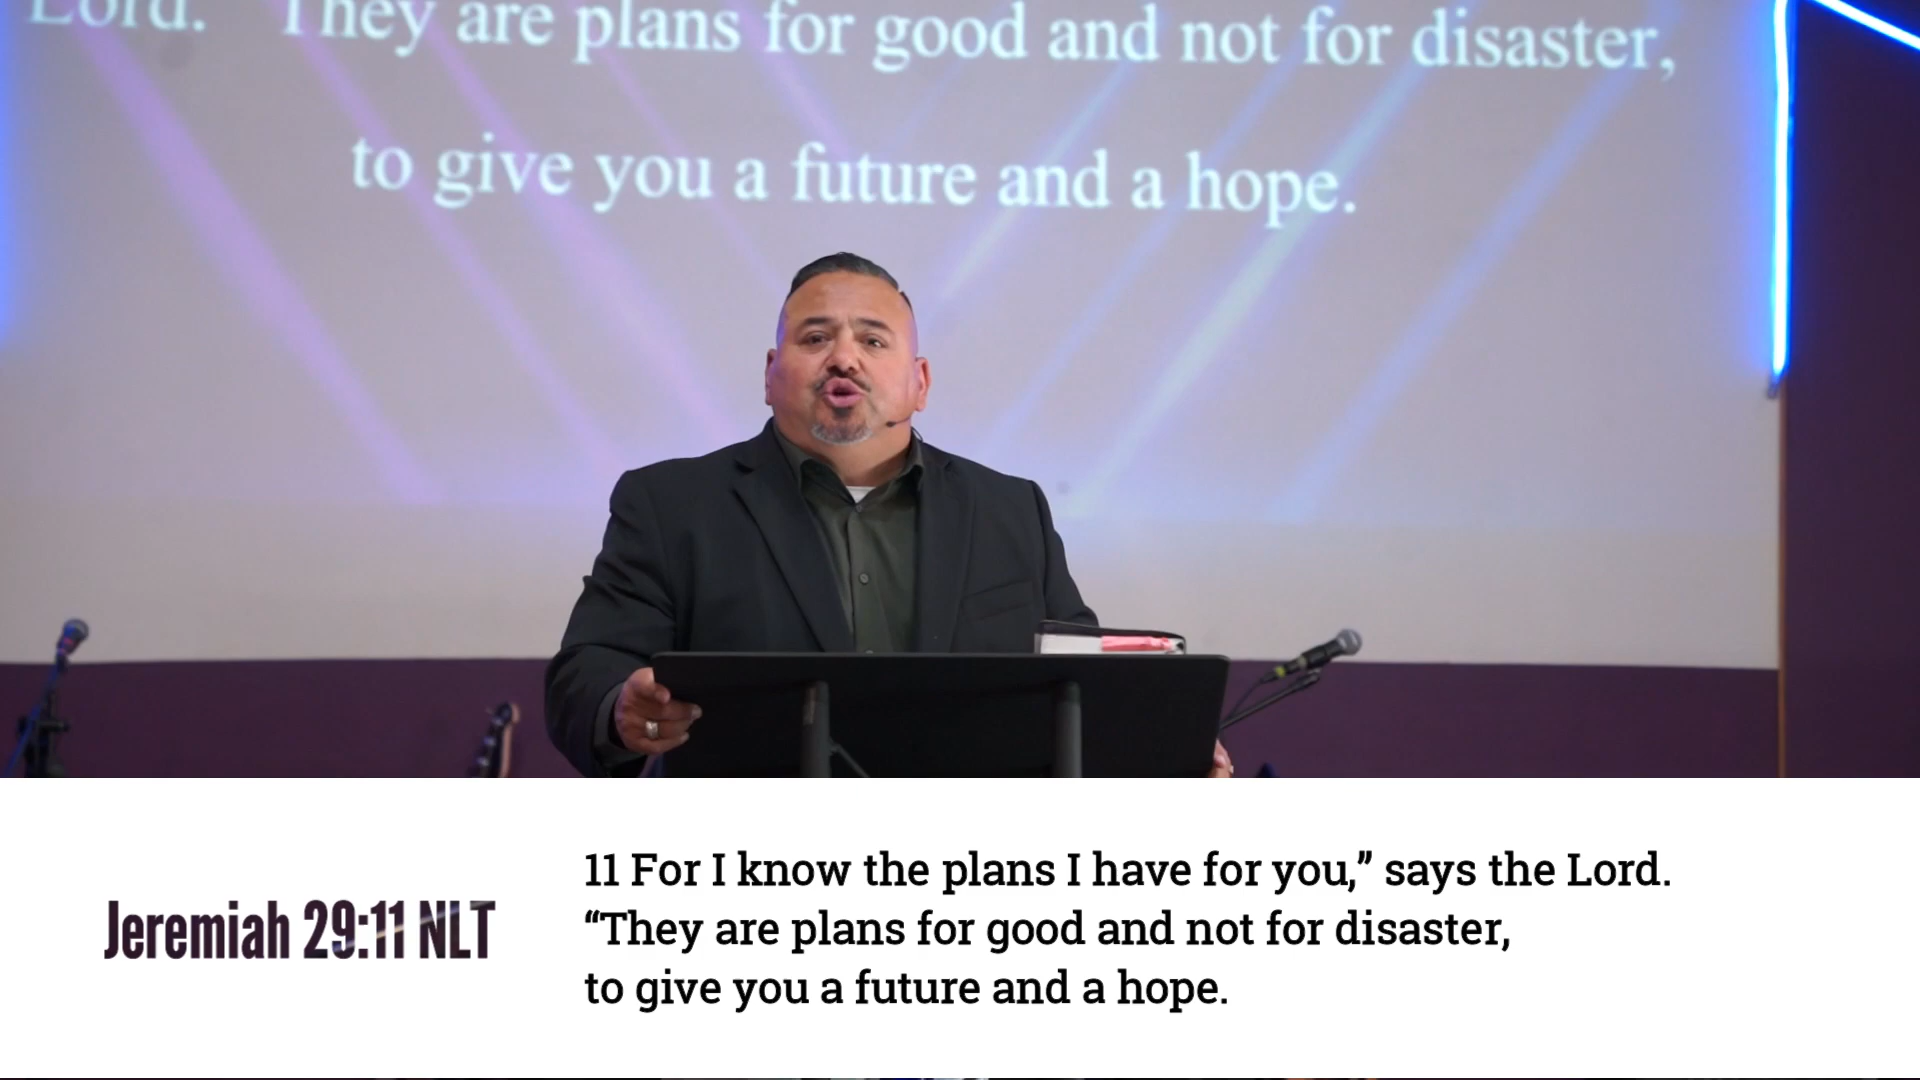 Lord. They are plans for good and not for disaster,
to give you a future and a hope.
Jeremiah 29:11 NLT
11 For I know the plans I have for you,” says the Lord.
“They are plans for good and not for disaster,
to give you a future and a hope.